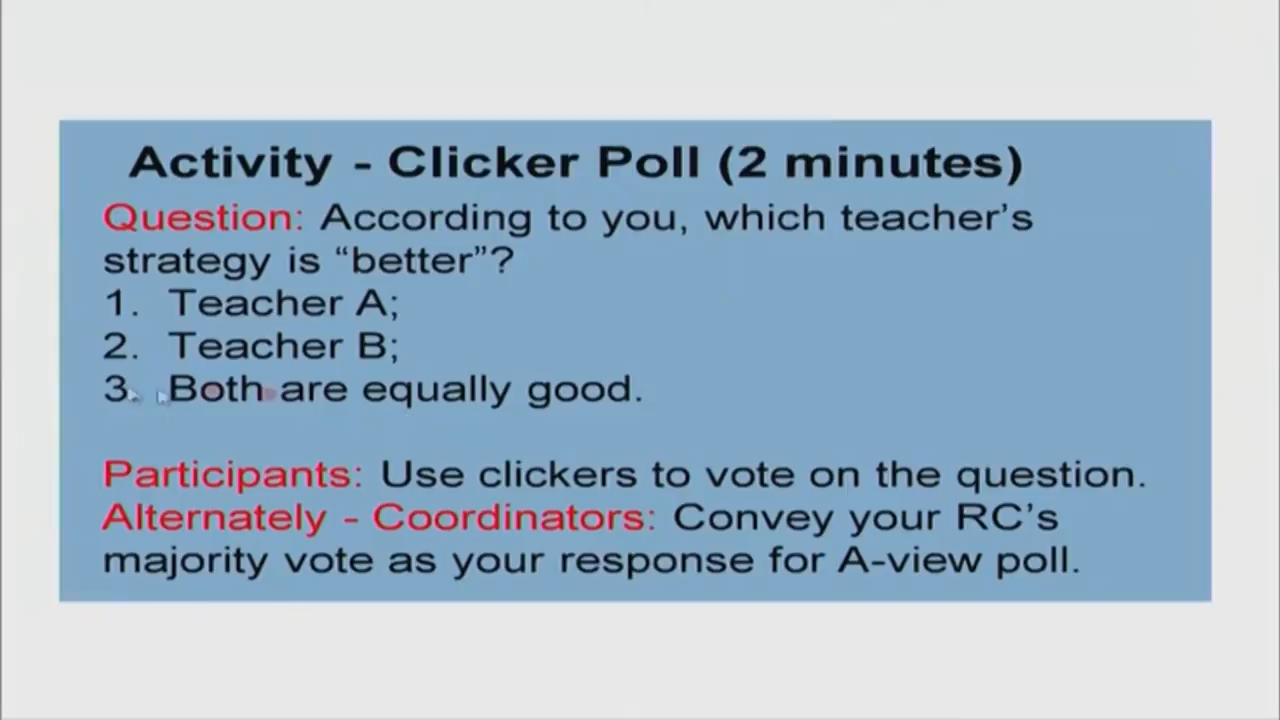 Activity - Clicker Poll (2 minutes)
Question: According to you, which teacher’s
strategy is “better”?
1. Teacher A;
2. Teacher B;
3. Both are equally good.
Participants: Use clickers to vote on the question.
Alternately - Coordinators: Convey your RC’s
majority vote as your response for A-view poll.